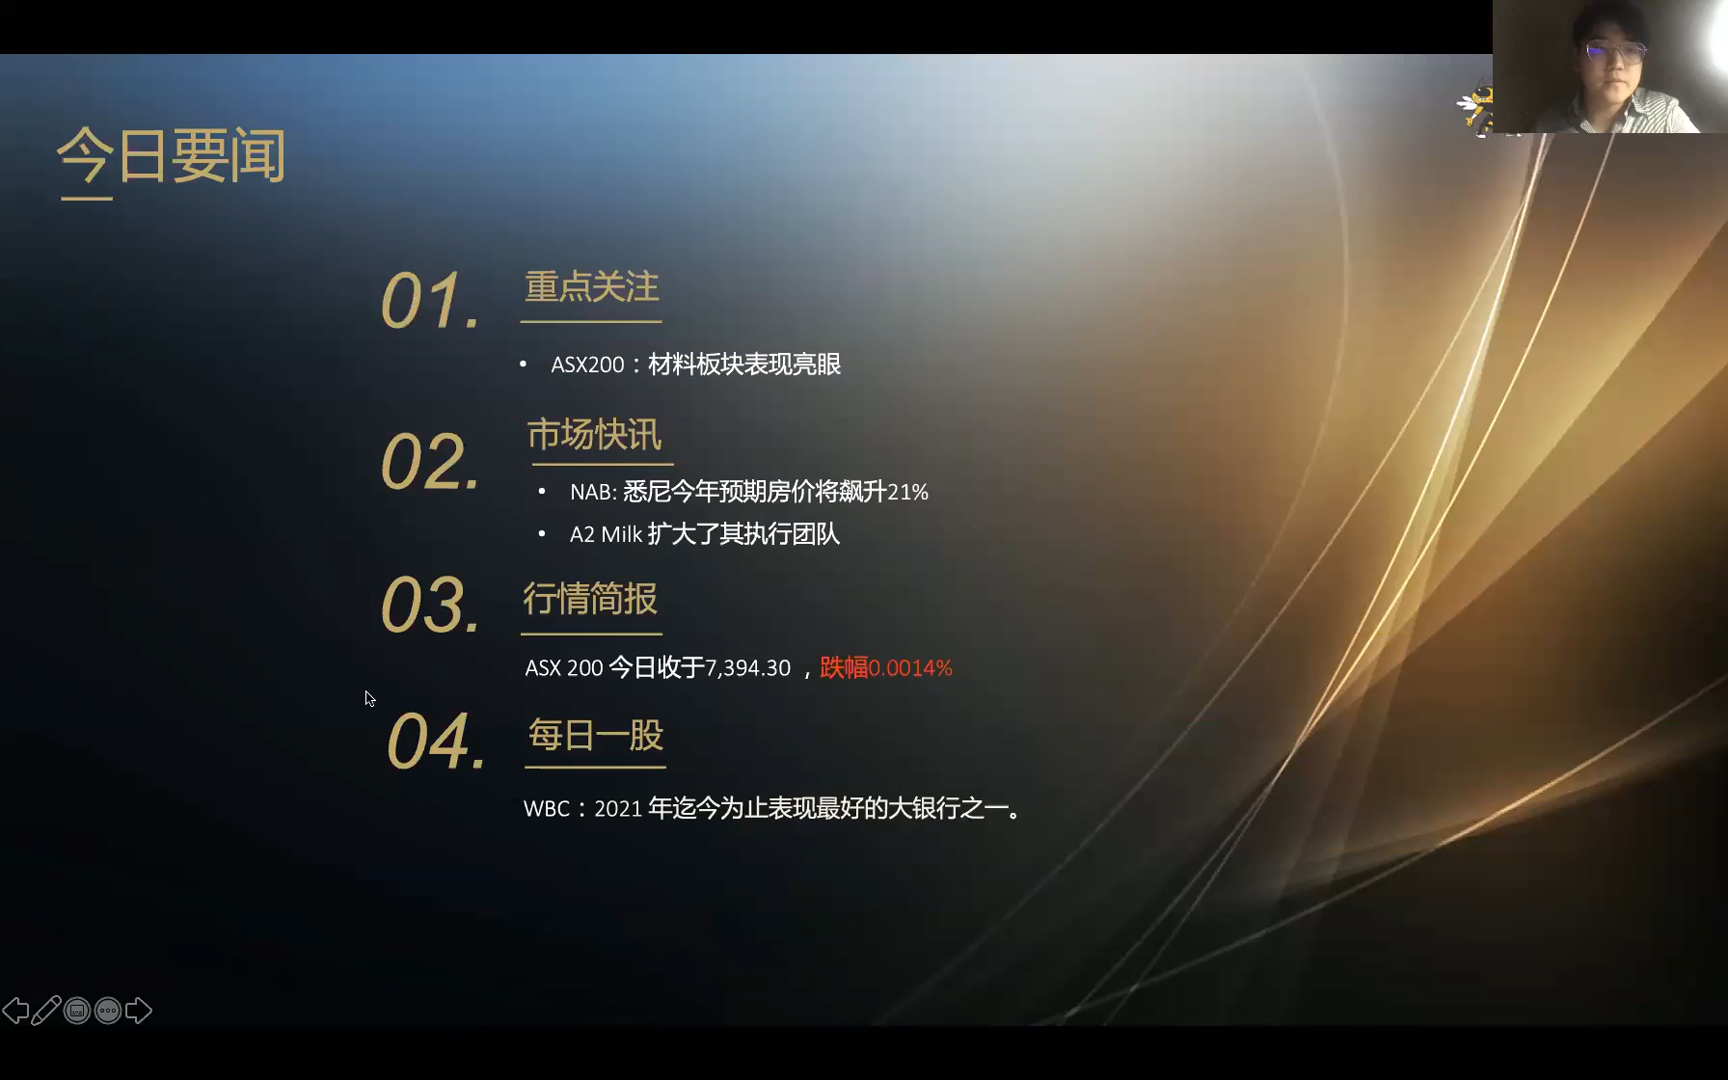 今日要闻
01. 重点关注
• ASX200：材料板块表现亮眼
02. 市场快讯
• NAB: 悉尼今年预期房价将飙升21%
• A2 Milk 扩大了其执行团队
03. 行情简报
ASX 200 今日收于7,394.30 ，跌幅0.0014%
04. 每日一股
WBC：2021 年迄今为止表现最好的大银行之一。